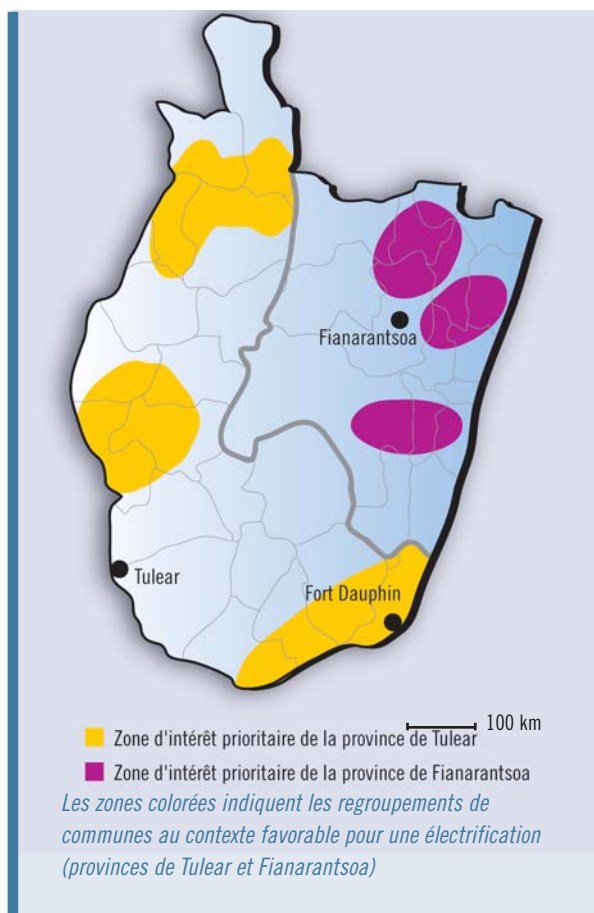 Fianarantsoa
Tulear
Fort Dauphin
100 km
Zone d'intérêt prioritaire de la province de Tulear
Zone d'intérêt prioritaire de la province de Fianarantsoa
Les zones colorées indiquent les regroupements de
communes au contexte favorable pour une électrification
(provinces de Tulear et Fianarantsoa)